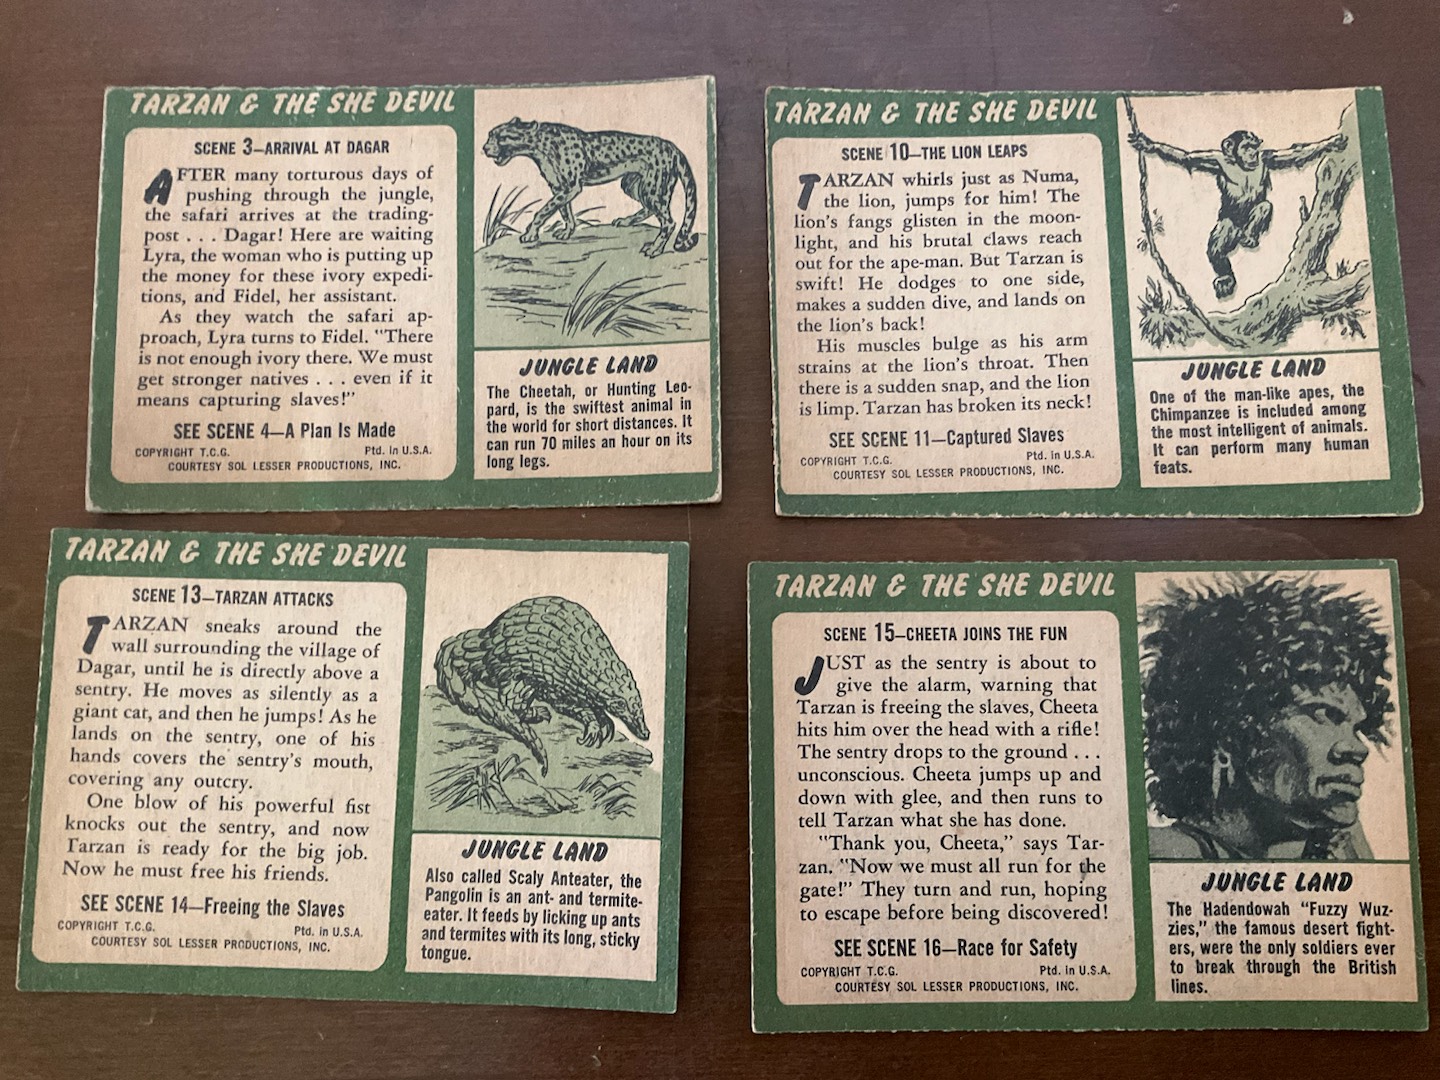 TARZAN & THE SHE DEVIL
SCENE 3—ARRIVAL AT DAGAR
AFTER many torturous days of
pushing through the jungle,
the safari arrives at the trading-
post . . . Dagar! Here are waiting
Lyra, the woman who is putting up
the money for these ivory expedi-
tions, and Fidel, her assistant.
As they watch the safari ap-
proach, Lyra turns to Fidel. "There
is not enough ivory there. We must
get stronger natives . . . even if it
means capturing slaves!"
SEE SCENE 4—A Plan Is Made
COPYRIGHT T.C.G. Ptd. in U.S.A.
COURTESY SOL LESSER PRODUCTIONS, INC.
JUNGLE LAND
The Cheetah, or Hunting Leo-
pard, is the swiftest animal in
the world for short distances. It
can run 70 miles an hour on its
long legs.
TARZAN & THE SHE DEVIL
SCENE 10—THE LION LEAPS
TARZAN whirls just as Numa,
the lion, jumps for him! The
lion's fangs glisten in the moon-
light, and his brutal claws reach
out for the ape-man. But Tarzan is
swift! He dodges to one side,
makes a sudden dive, and lands on
the lion's back!
His muscles bulge as his arm
strains at the lion's throat. Then
there is a sudden snap, and the lion
is limp. Tarzan has broken its neck!
SEE SCENE 11—Captured Slaves
COPYRIGHT T.C.G. Ptd. in U.S.A.
COURTESY SOL LESSER PRODUCTIONS, INC.
JUNGLE LAND
One of the man-like apes, the
Chimpanzee is included among
the most intelligent of animals.
It can perform many human
feats.
TARZAN & THE SHE DEVIL
SCENE 13—TARZAN ATTACKS
TARZAN sneaks around the
wall surrounding the village of
Dagar, until he is directly above a
sentry. He moves as silently as a
giant cat, and then he jumps! As he
lands on the sentry, one of his
hands covers the sentry's mouth,
covering any outcry.
One blow of his powerful fist
knocks out the sentry, and now
Tarzan is ready for the big job.
Now he must free his friends.
SEE SCENE 14—Freeing the Slaves
COPYRIGHT T.C.G. Ptd. in U.S.A.
COURTESY SOL LESSER PRODUCTIONS, INC.
JUNGLE LAND
Also called Scaly Anteater, the
Pangolin is an ant- and termite-
eater. It feeds by licking up ants
and termites with its long, sticky
tongue.
TARZAN & THE SHE DEVIL
SCENE 15—CHEETA JOINS THE FUN
JUST as the sentry is about to
give the alarm, warning that
Tarzan is freeing the slaves, Cheeta
hits him over the head with a rifle!
The sentry drops to the ground . . .
unconscious. Cheeta jumps up and
down with glee, and then runs to
tell Tarzan what she has done.
"Thank you, Cheeta," says Tar-
zan. "Now we must all run for the
gate!" They turn and run, hoping
to escape before being discovered!
SEE SCENE 16—Race for Safety
COPYRIGHT T.C.G. Ptd. in U.S.A.
COURTESY SOL LESSER PRODUCTIONS, INC.
JUNGLE LAND
The Hadendowah "Fuzzy Wuz-
zies," the famous desert fight-
ers, were the only soldiers ever
to break through the British
lines.